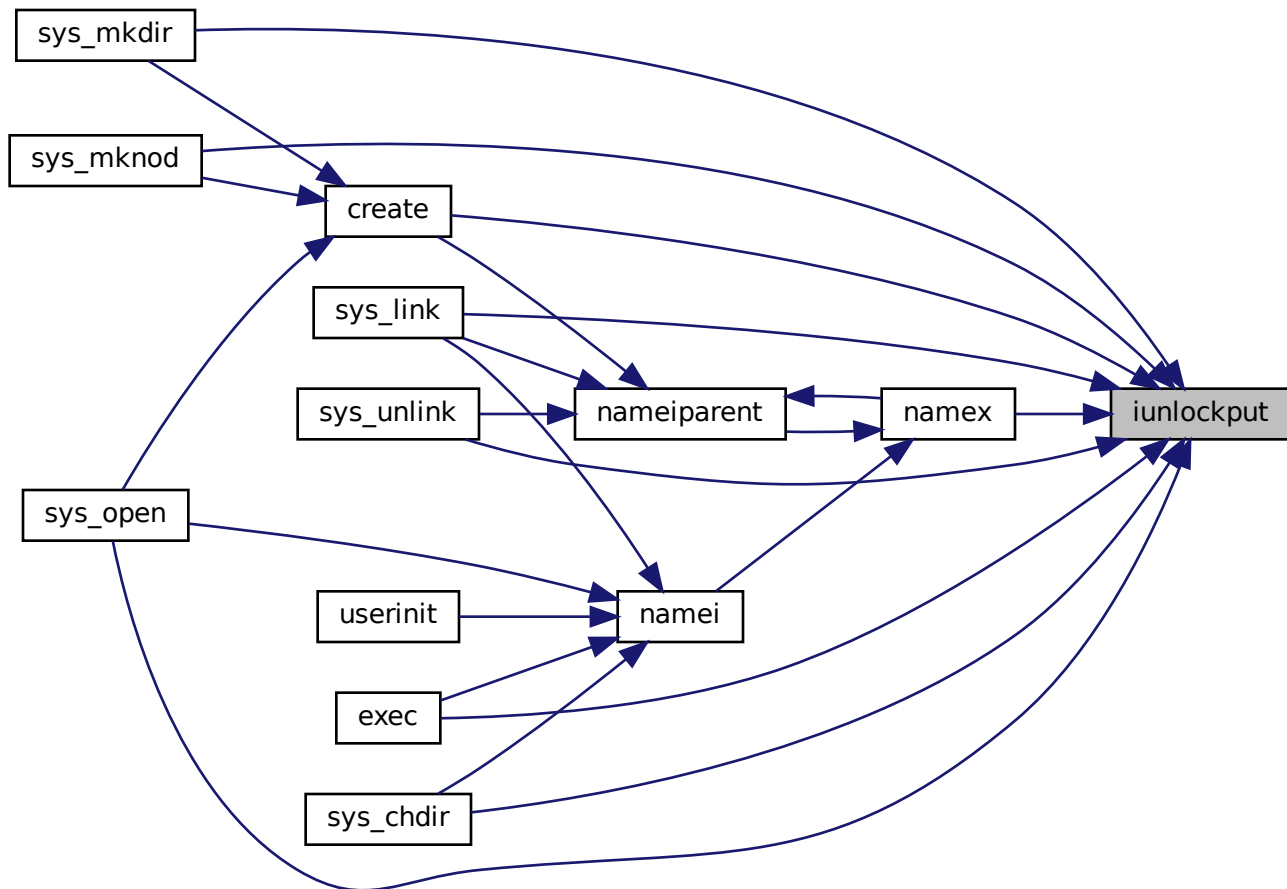 sys_mkdir
sys_mknod
create
sys_link
sys_unlink
nameiparent
namex
iunlockput
sys_open
userinit
namei
exec
sys_chdir